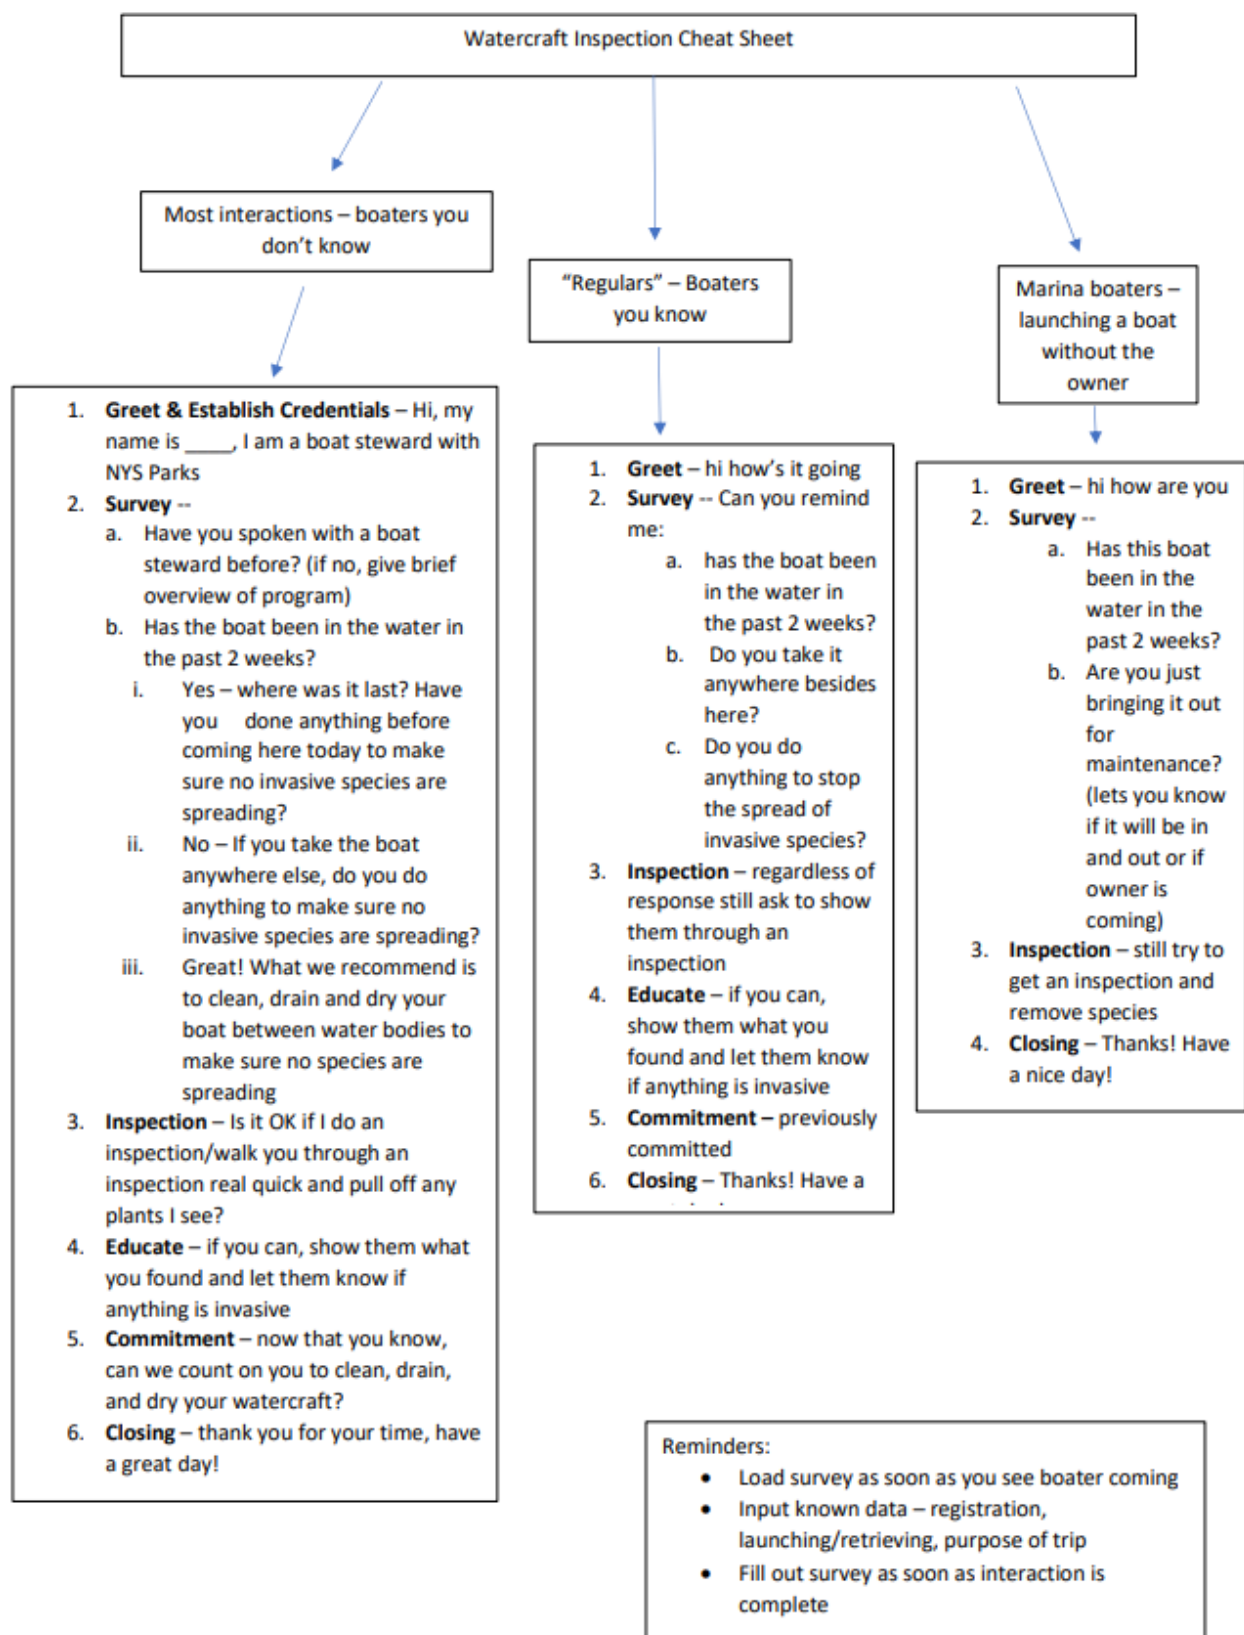 Watercraft Inspection Cheat Sheet
Most interactions – boaters you
don't know
1. Greet & Establish Credentials – Hi, my
name is ____, I am a boat steward with
NYS Parks
2. Survey --
a. Have you spoken with a boat
steward before? (if no, give brief
overview of program)
b. Has the boat been in the water in
the past 2 weeks?
i. Yes – where was it last? Have
you done anything before
coming here today to make
sure no invasive species are
spreading?
ii. No – If you take the boat
anywhere else, do you do
anything to make sure no
invasive species are spreading?
iii. Great! What we recommend is
to clean, drain and dry your
boat between water bodies to
make sure no species are
spreading
3. Inspection – Is it OK if I do an
inspection/walk you through an
inspection real quick and pull off any
plants I see?
4. Educate – if you can, show them what
you found and let them know if
anything is invasive
5. Commitment – now that you know,
can we count on you to clean, drain,
and dry your watercraft?
6. Closing – thank you for your time, have
a great day!
“Regulars” – Boaters
you know
1. Greet – hi how's it going
2. Survey -- Can you remind
me:
a. has the boat been
in the water in
the past 2 weeks?
b. Do you take it
anywhere besides
here?
c. Do you do
anything to stop
the spread of
invasive species?
3. Inspection – regardless of
response still ask to show
them through an
inspection
4. Educate – if you can,
show them what you
found and let them know
if anything is invasive
5. Commitment – previously
committed
6. Closing – Thanks! Have a
Marina boaters –
launching a boat
without the
owner
1. Greet – hi how are you
2. Survey --
a. Has this boat
been in the
water in the
past 2 weeks?
b. Are you just
bringing it out
for
maintenance?
(lets you know
if it will be in
and out or if
owner is
coming)
3. Inspection – still try to
get an inspection and
remove species
4. Closing – Thanks! Have
a nice day!
Reminders:
• Load survey as soon as you see boater coming
• Input known data – registration,
launching/retrieving, purpose of trip
• Fill out survey as soon as interaction is
complete